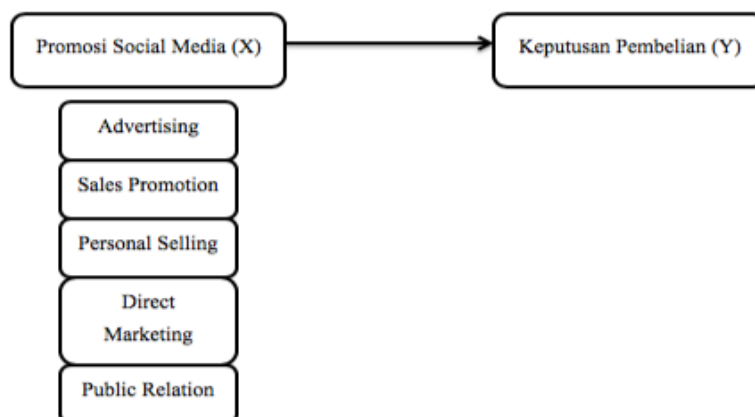 Promosi Social Media (X)
Keputusan Pembelian (Y)
Advertising
Sales Promotion
Personal Selling
Direct
Marketing
Public Relation